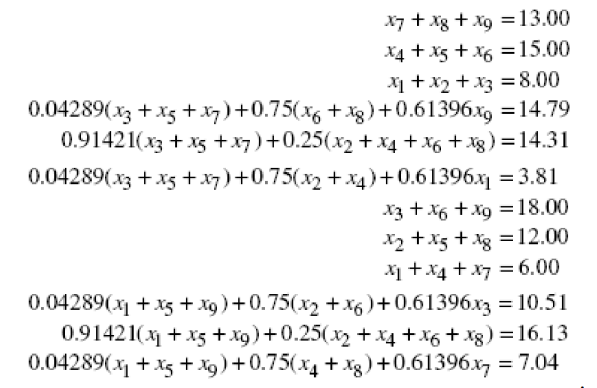 x₇ + x₈ + x₉ = 13.00
x₄ + x₅ + x₆ = 15.00
x₁ + x₂ + x₃ = 8.00
0.04289(x₃ + x₅ + x₇) + 0.75(x₆ + x₈) + 0.61396x₉ = 14.79
0.91421(x₃ + x₅ + x₇) + 0.25(x₂ + x₄ + x₆ + x₈) = 14.31
0.04289(x₃ + x₅ + x₇) + 0.75(x₂ + x₄) + 0.61396x₁ = 3.81
x₃ + x₆ + x₉ = 18.00
x₂ + x₅ + x₈ = 12.00
x₁ + x₄ + x₇ = 6.00
0.04289(x₁ + x₅ + x₉) + 0.75(x₂ + x₆) + 0.61396x₃ = 10.51
0.91421(x₁ + x₅ + x₉) + 0.25(x₂ + x₄ + x₆ + x₈) = 16.13
0.04289(x₁ + x₅ + x₉) + 0.75(x₄ + x₈) + 0.61396x₇ = 7.04
.